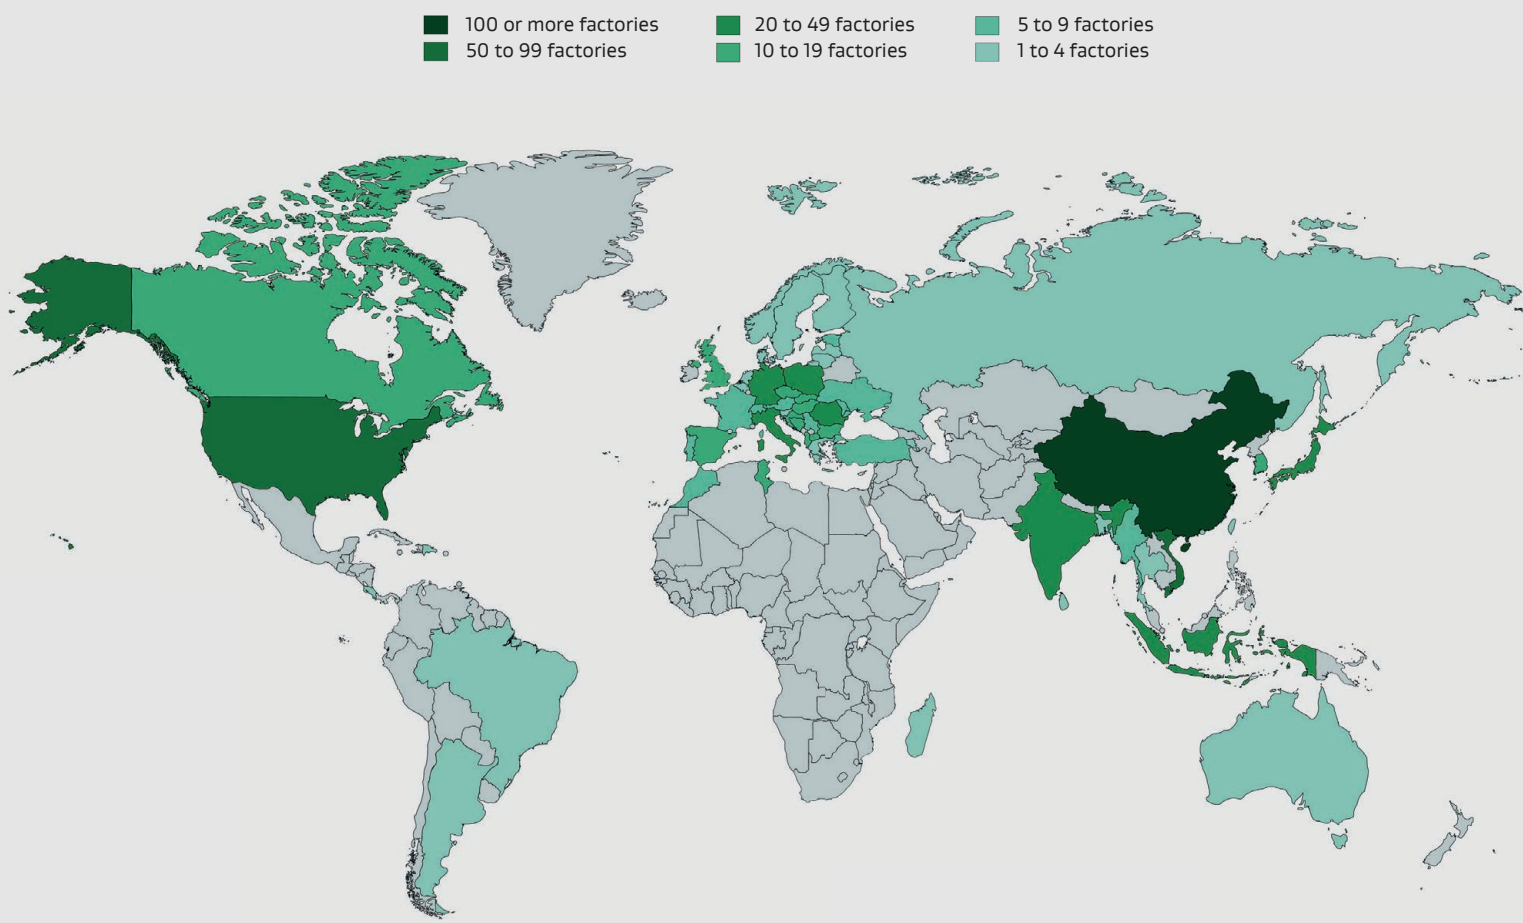 100 or more factories
50 to 99 factories
20 to 49 factories
10 to 19 factories
5 to 9 factories
1 to 4 factories